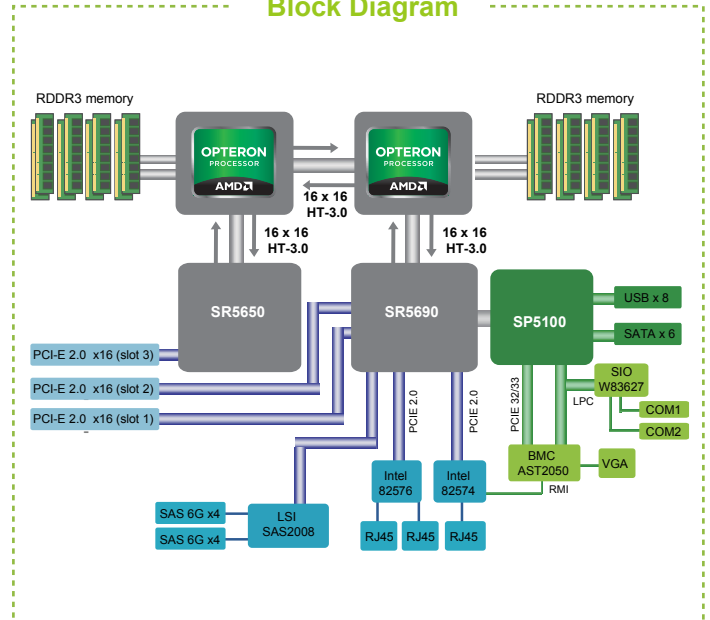 Block Diagram
RDDR3 memory
RDDR3 memory
OPTERON
PROCESSOR
AMD
OPTERON
PROCESSOR
AMD
16 x 16
HT-3.0
16 x 16
HT-3.0
16 x 16
HT-3.0
SR5650
SR5690
SP5100
USB x 8
SATA x 6
PCI-E 2.0 x16 (slot 3)
PCI-E 2.0 x16 (slot 2)
PCI-E 2.0 x16 (slot 1)
PCIE 2.0
PCIE 2.0
PCIE 32/33
LPC
SIO
W83627
COM1
COM2
BMC
AST2050
VGA
RMI
Intel
82576
Intel
82574
SAS 6G x4
SAS 6G x4
LSI
SAS2008
RJ45
RJ45
RJ45